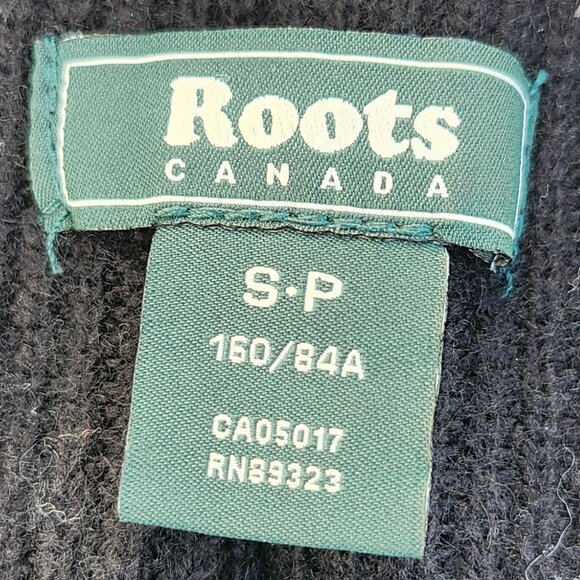 Roots
CANADA
S•P
160/84A
CA05017
RN89323